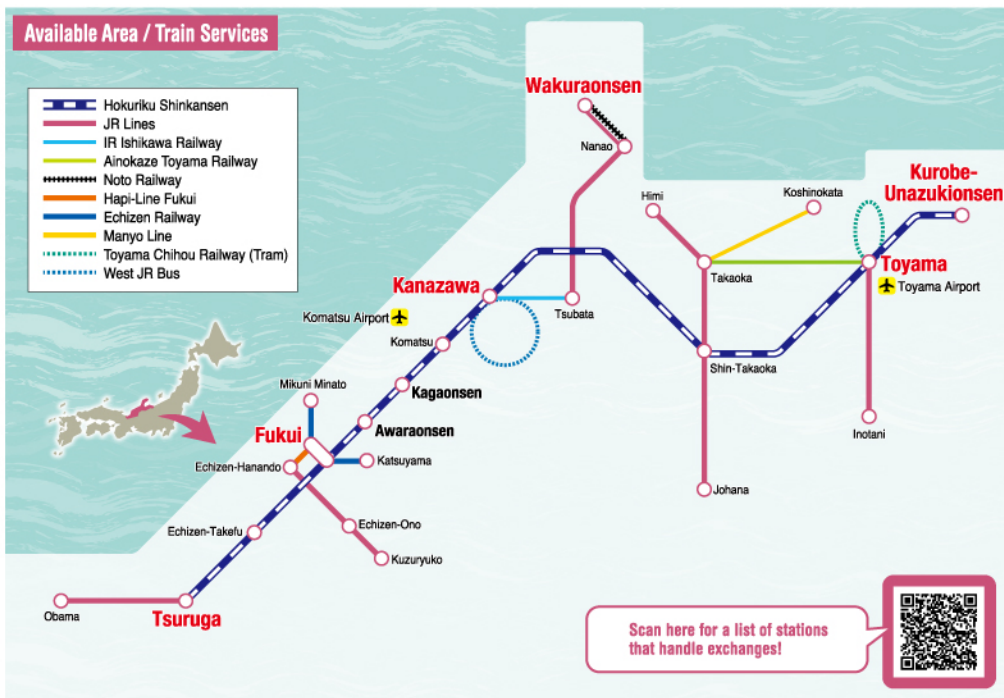 Available Area / Train Services
Hokuriku Shinkansen
JR Lines
IR Ishikawa Railway
Ainokaze Toyama Railway
Noto Railway
Hapi-Line Fukui
Echizen Railway
Manyo Line
Toyama Chihou Railway (Tram)
West JR Bus
Wakuraonsen
Nanao
Himi
Koshinokata
Kurobe-
Unazukionsen
Takaoka
Toyama
Toyama Airport
Kanazawa
Tsubata
Komatsu Airport
Komatsu
Shin-Takaoka
Kagaonsen
Mikuni Minato
Awaraonsen
Fukui
Inotani
Echizen-Hanando
Katsuyama
Johana
Echizen-Takefu
Echizen-Ono
Kuzuryuko
Obama
Tsuruga
Scan here for a list of stations
that handle exchanges!